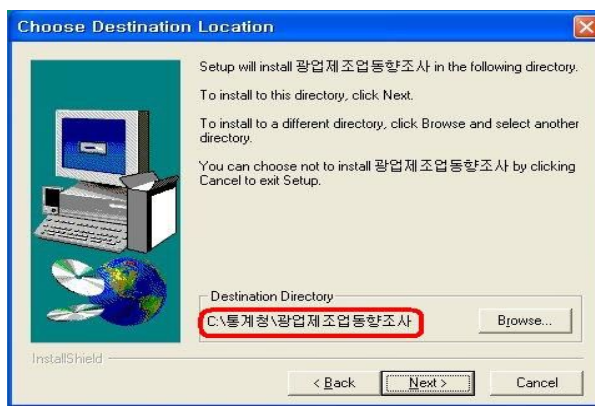 Choose Destination Location
Setup will install 광업제조업동향조사 in the following directory.
To install to this directory, click Next.
To install to a different directory, click Browse and select another
directory.
You can choose not to install 광업제조업동향조사 by clicking
Cancel to exit Setup.
Destination Directory
C:\통계청\광업제조업동향조사
Browse...
InstallShield
< Back
Next >
Cancel